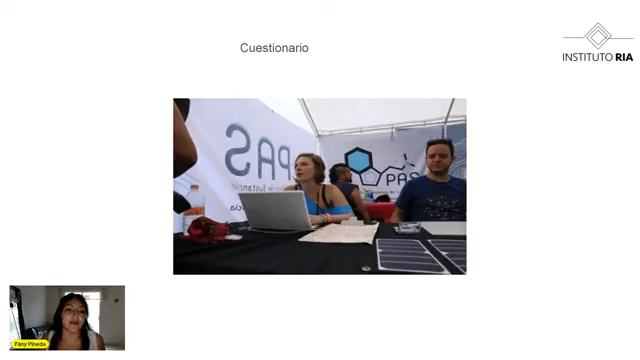 Cuestionario
INSTITUTO RIA
PAS
PAS
Fany Pineda